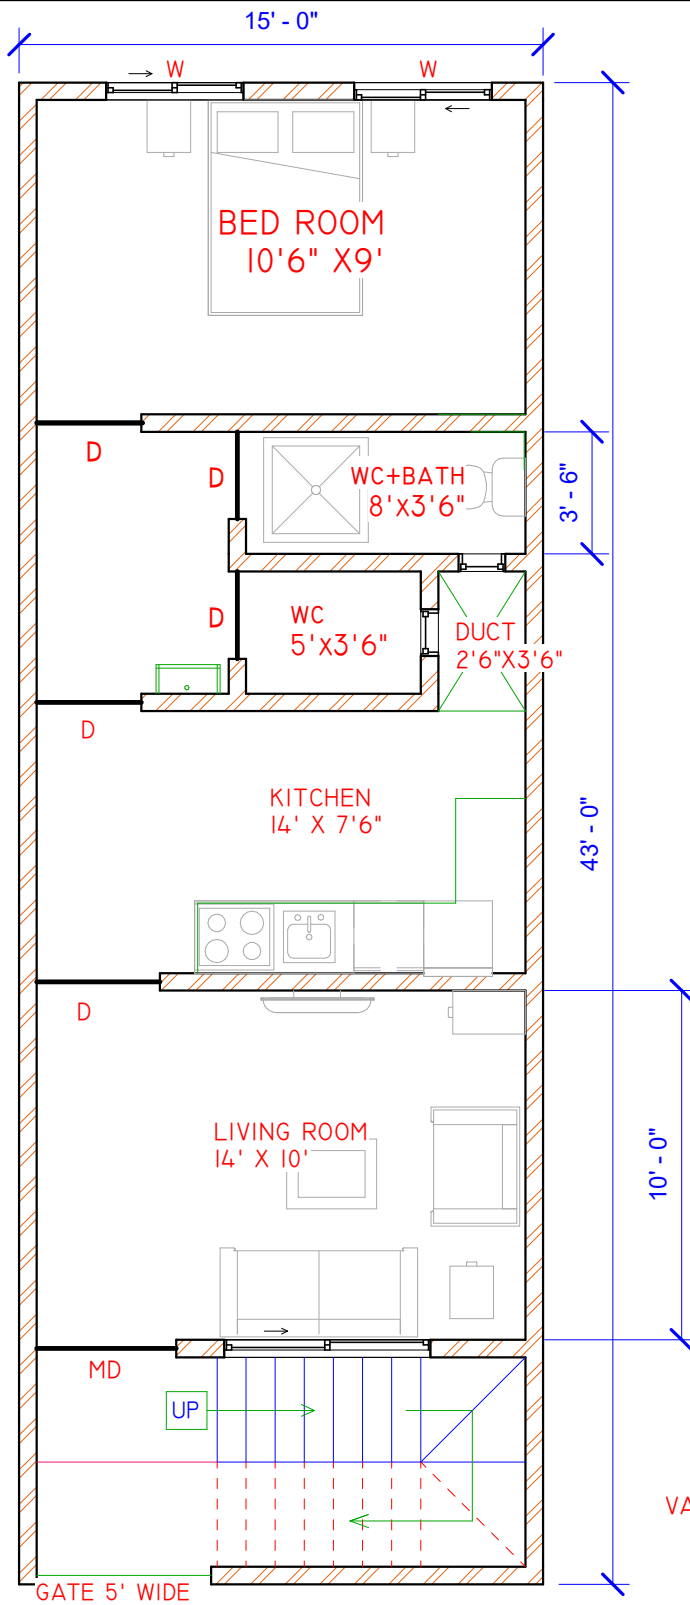 15' - 0"
W
W
BED ROOM
10'6" X9'
D
D
WC+BATH
8'X3'6"
3' - 6"
D
WC
5'X3'6"
DUCT
2'6"X3'6"
D
KITCHEN
14' X 7'6"
43' - 0"
D
LIVING ROOM
14' X 10'
10' - 0"
MD
UP
VA
GATE 5' WIDE